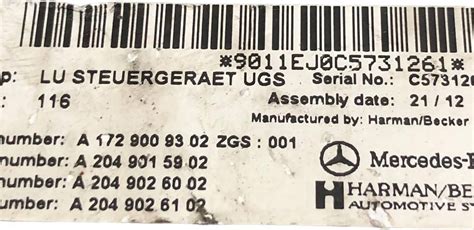 *9011EJ0C5731261*
p: LU STEUERGERAET UGS Serial No.: C573126
: 116 Assembly day: 21/12
Manufactured by: Harman/Becker
number: A 172 900 93 02 ZGS : 001
number: A 204 901 59 02
number: A 204 902 60 02
number: A 204 902 61 02
Mercedes-B
HARMAN/BE
AUTOMOTIVE S